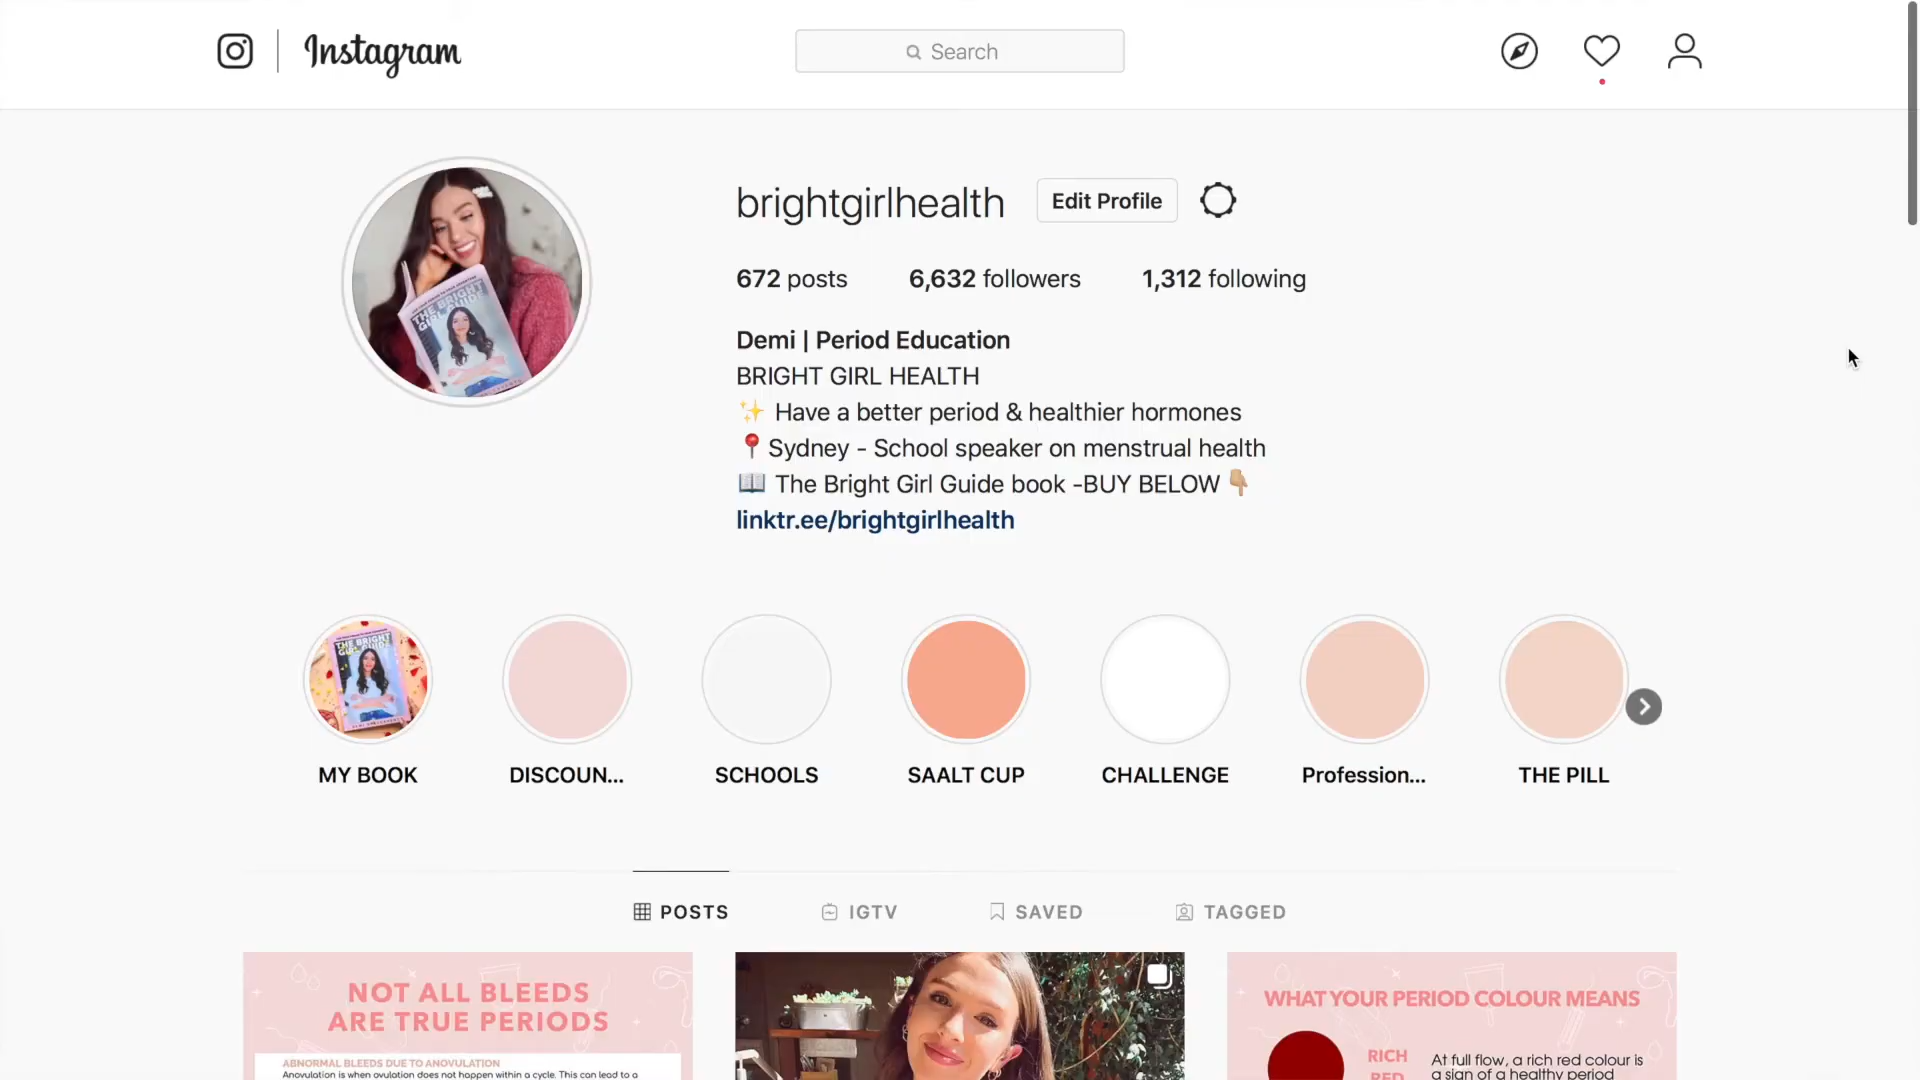 Instagram
Search
brightgirlhealth
Edit Profile
672 posts
6,632 followers
1,312 following
Demi | Period Education
BRIGHT GIRL HEALTH
✨ Have a better period & healthier hormones
📍Sydney - School speaker on menstrual health
📖 The Bright Girl Guide book -BUY BELOW 👇🏼
linktr.ee/brightgirlhealth
THE BRIGHT
GIRL GUIDE
MY BOOK
DISCOUN...
SCHOOLS
SAALT CUP
CHALLENGE
Profession...
THE PILL
POSTS
IGTV
SAVED
TAGGED
NOT ALL BLEEDS
ARE TRUE PERIODS
ABNORMAL BLEEDS DUE TO ANOVULATION
Anovulation is when ovulation does not happen within a cycle. This can lead to a
WHAT YOUR PERIOD COLOUR MEANS
RICH
RED
At full flow, a rich red colour is
a sign of a healthy period